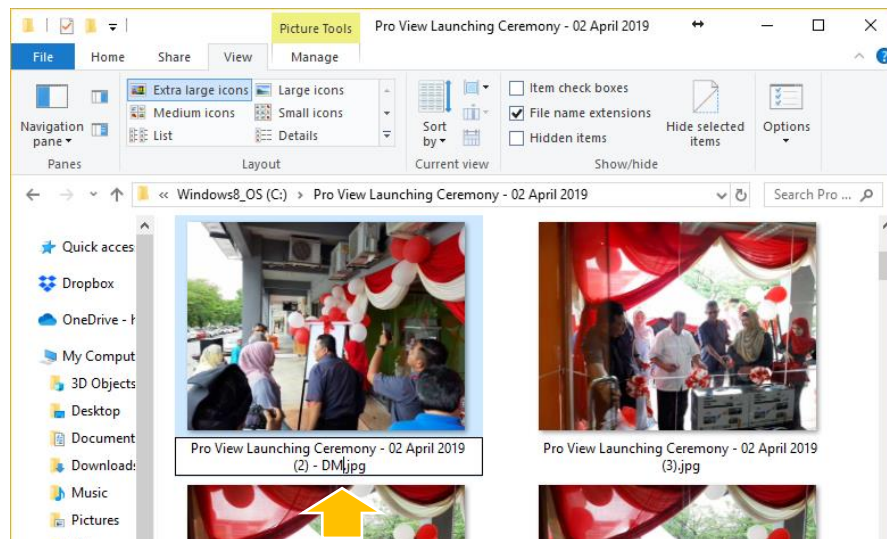 Picture Tools
Pro View Launching Ceremony - 02 April 2019
File
Home
Share
View
Manage
Navigation
pane
Extra large icons
Large icons
Medium icons
Small icons
List
Details
Sort
by
Item check boxes
File name extensions
Hidden items
Hide selected
items
Options
Panes
Layout
Current view
Show/hide
« Windows8_OS (C:) › Pro View Launching Ceremony - 02 April 2019
Search Pro ...
Quick acces
Dropbox
OneDrive - h
My Comput
3D Objects
Desktop
Document
Download
Music
Pictures
Pro View Launching Ceremony - 02 April 2019
(2) - DM.jpg
Pro View Launching Ceremony - 02 April 2019
(3).jpg